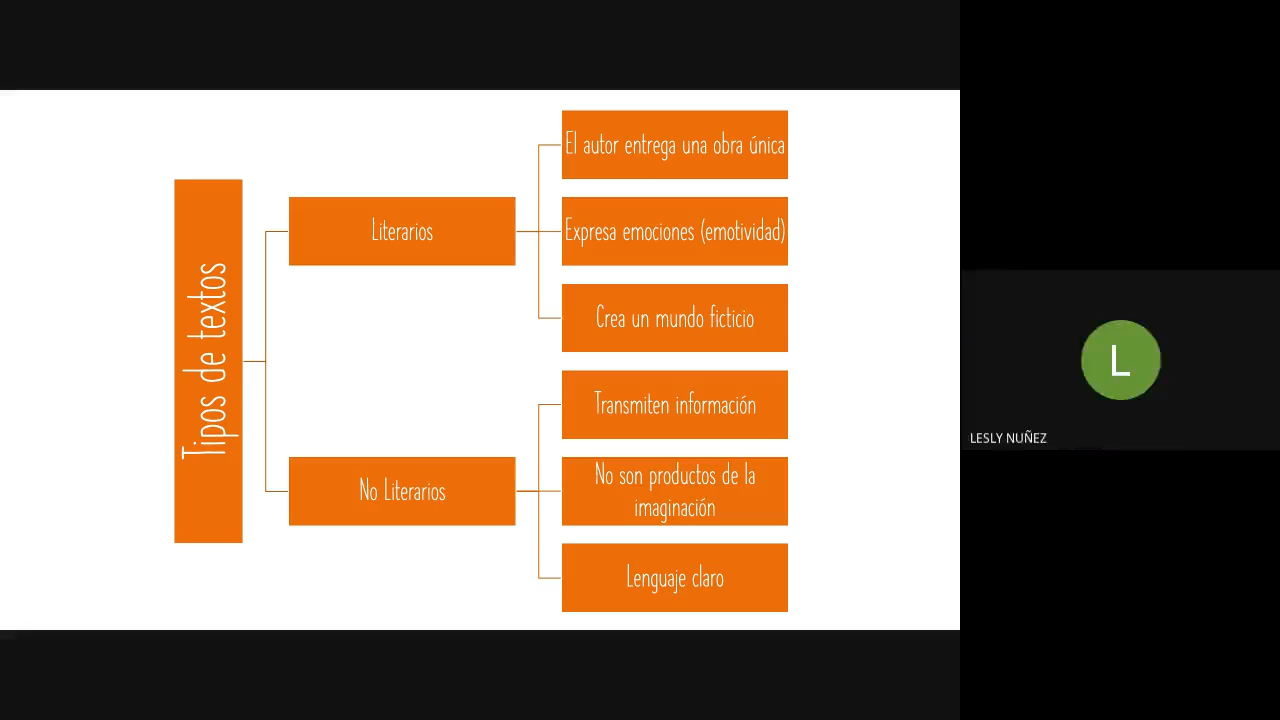 Tipos de textos
Literarios
El autor entrega una obra única
Expresa emociones (emotividad)
Crea un mundo ficticio
No Literarios
Transmiten información
No son productos de la
imaginación
Lenguaje claro
L
LESLY NUÑEZ